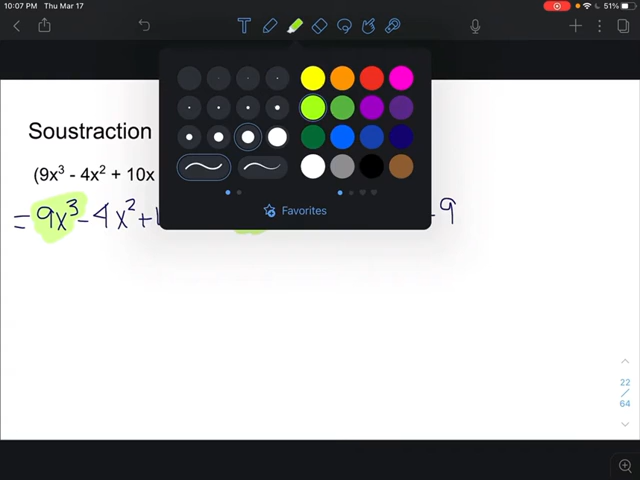 10:07 PM Thu Mar 17
51%
T
Soustraction
(9x³ - 4x² + 10x
= 9x³ - 4x² +
- 9
Favorites
22
/
64